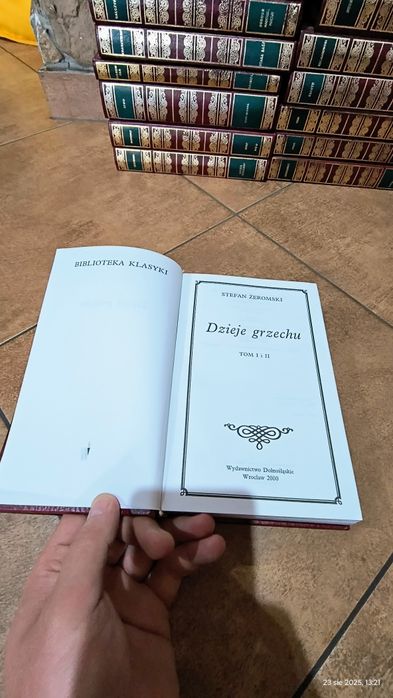 BIBLIOTEKA KLASYKI
STEFAN ŻEROMSKI
Dzieje grzechu
TOM I i II
Wydawnictwo Dolnośląskie
Wrocław 2000
23 sie 2025, 13:21